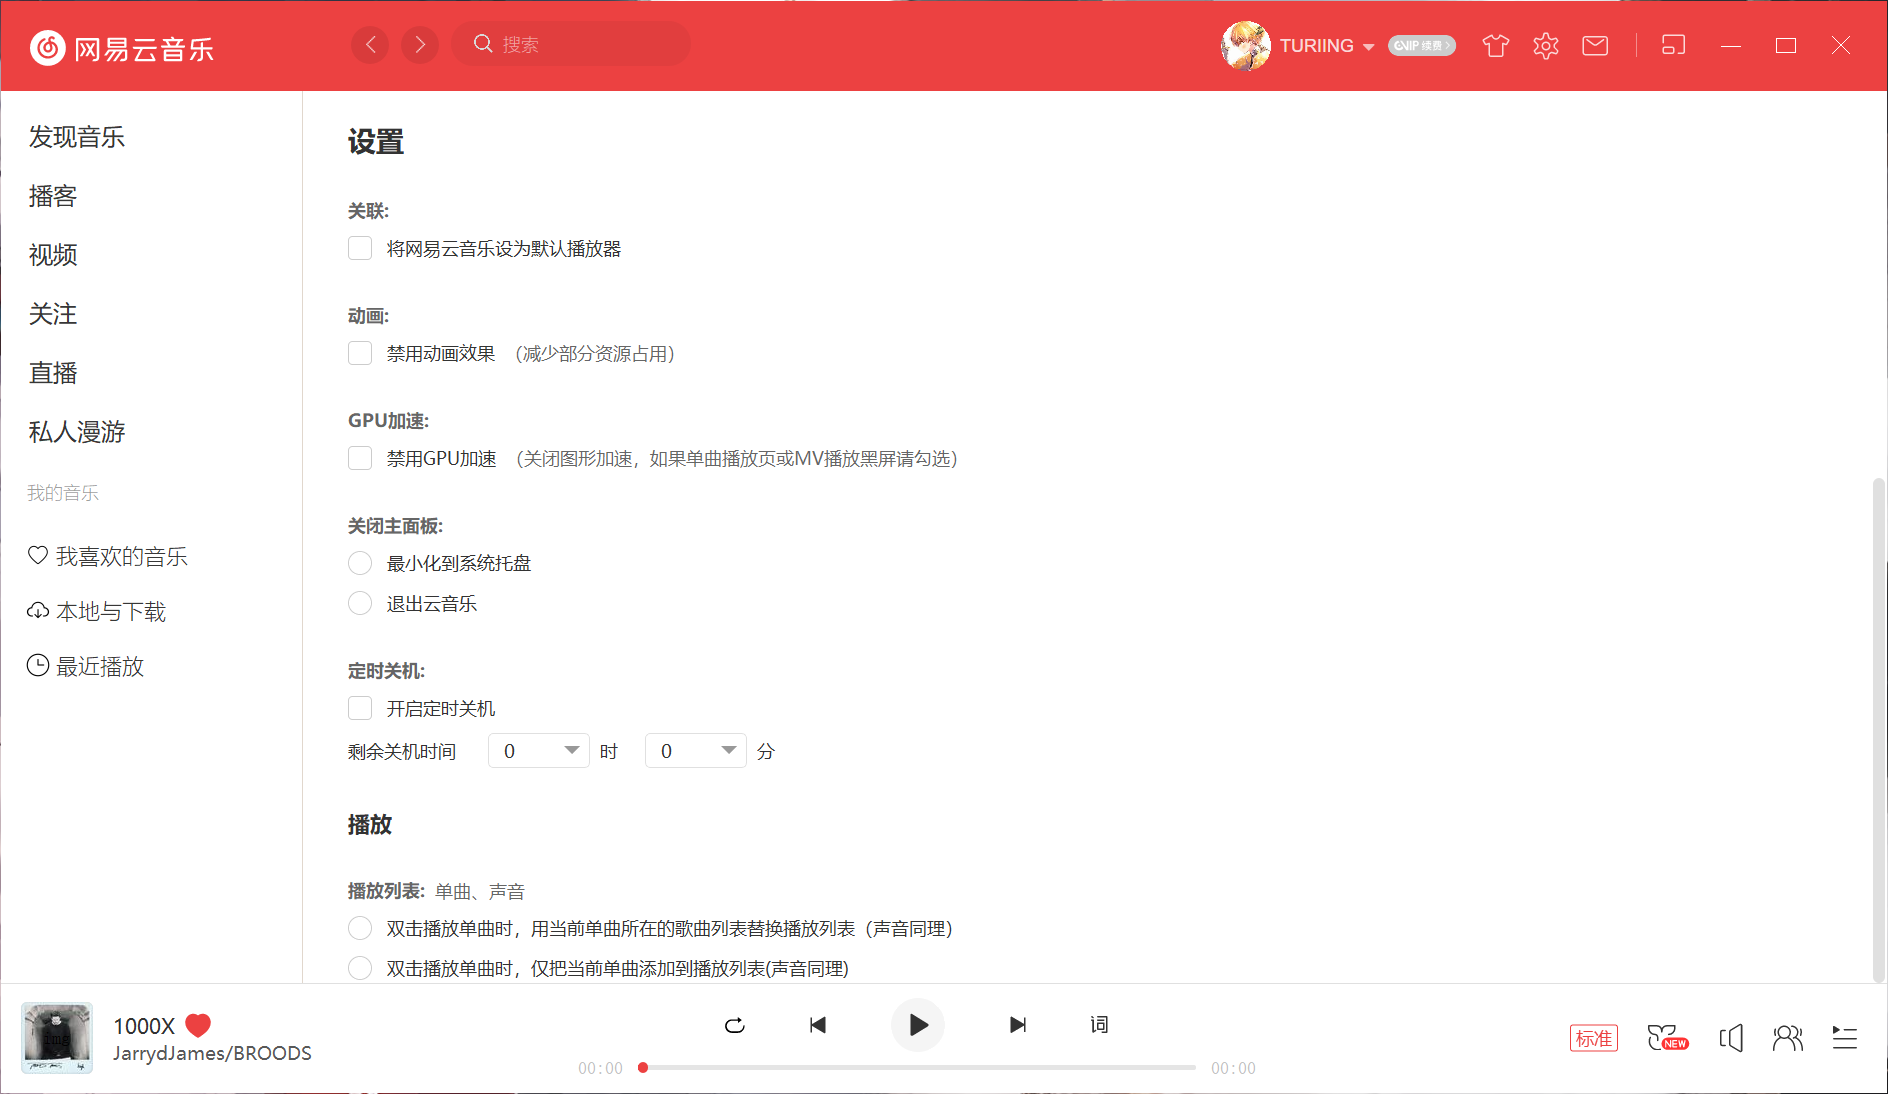 网易云音乐
搜索
TURIING
VIP 续费
发现音乐
播客
视频
关注
直播
私人漫游
我的音乐
我喜欢的音乐
本地与下载
最近播放
设置
关联:
将网易云音乐设为默认播放器
动画:
禁用动画效果 （减少部分资源占用）
GPU加速:
禁用GPU加速 （关闭图形加速，如果单曲播放页或MV播放黑屏请勾选）
关闭主面板:
最小化到系统托盘
退出云音乐
定时关机:
开启定时关机
剩余关机时间 0 时 0 分
播放
播放列表: 单曲、声音
双击播放单曲时，用当前单曲所在的歌曲列表替换播放列表（声音同理）
双击播放单曲时，仅把当前单曲添加到播放列表(声音同理)
1000X
JarrydJames/BROODS
词
00:00
00:00
标准
NEW